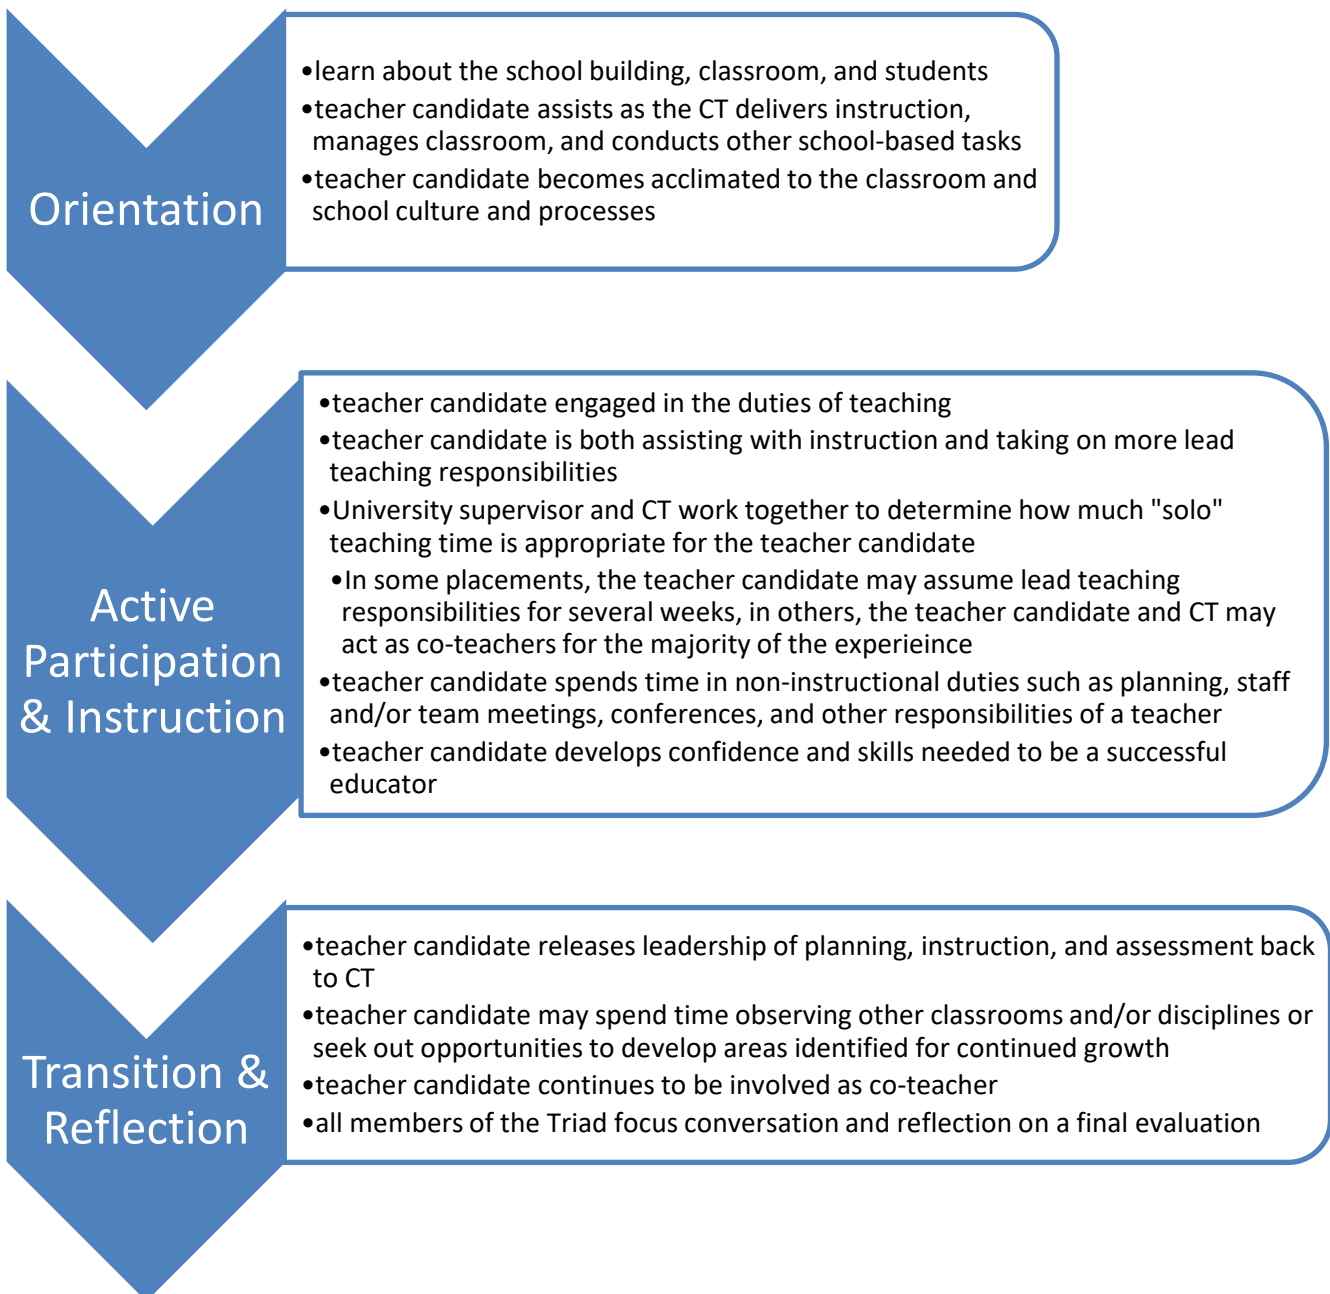 Orientation
•learn about the school building, classroom, and students
•teacher candidate assists as the CT delivers instruction,
manages classroom, and conducts other school-based tasks
•teacher candidate becomes acclimated to the classroom and
school culture and processes
Active
Participation
& Instruction
•teacher candidate engaged in the duties of teaching
•teacher candidate is both assisting with instruction and taking on more lead
teaching responsibilities
•University supervisor and CT work together to determine how much "solo"
teaching time is appropriate for the teacher candidate
•In some placements, the teacher candidate may assume lead teaching
responsibilities for several weeks, in others, the teacher candidate and CT may
act as co-teachers for the majority of the experieince
•teacher candidate spends time in non-instructional duties such as planning, staff
and/or team meetings, conferences, and other responsibilities of a teacher
•teacher candidate develops confidence and skills needed to be a successful
educator
Transition &
Reflection
•teacher candidate releases leadership of planning, instruction, and assessment back
to CT
•teacher candidate may spend time observing other classrooms and/or disciplines or
seek out opportunities to develop areas identified for continued growth
•teacher candidate continues to be involved as co-teacher
•all members of the Triad focus conversation and reflection on a final evaluation